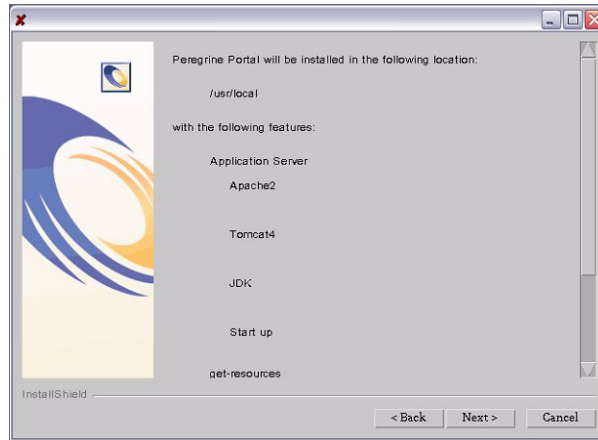 Peregrine Portal will be installed in the following location:
/usr/local
with the following features:
Application Server
Apache2
Tomcat4
JDK
Start up
get-resources
InstallShield
< Back
Next >
Cancel